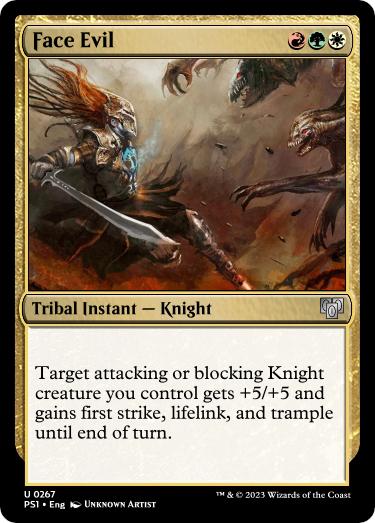 Face Evil
Tribal Instant — Knight
Target attacking or blocking Knight
creature you control gets +5/+5 and
gains first strike, lifelink, and trample
until end of turn.
U 0267
PS1 • Eng Unknown Artist
™ & © 2023 Wizards of the Coast